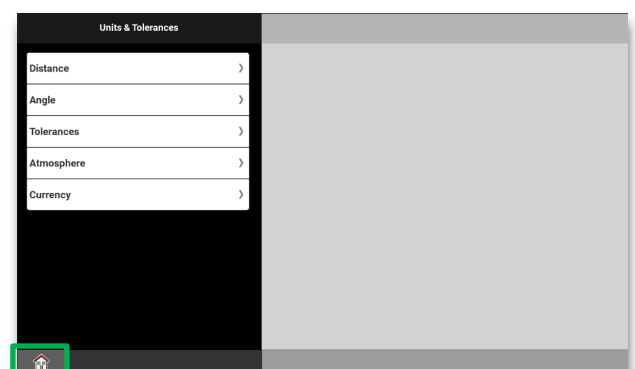 Units & Tolerances
Distance
Angle
Tolerances
Atmosphere
Currency